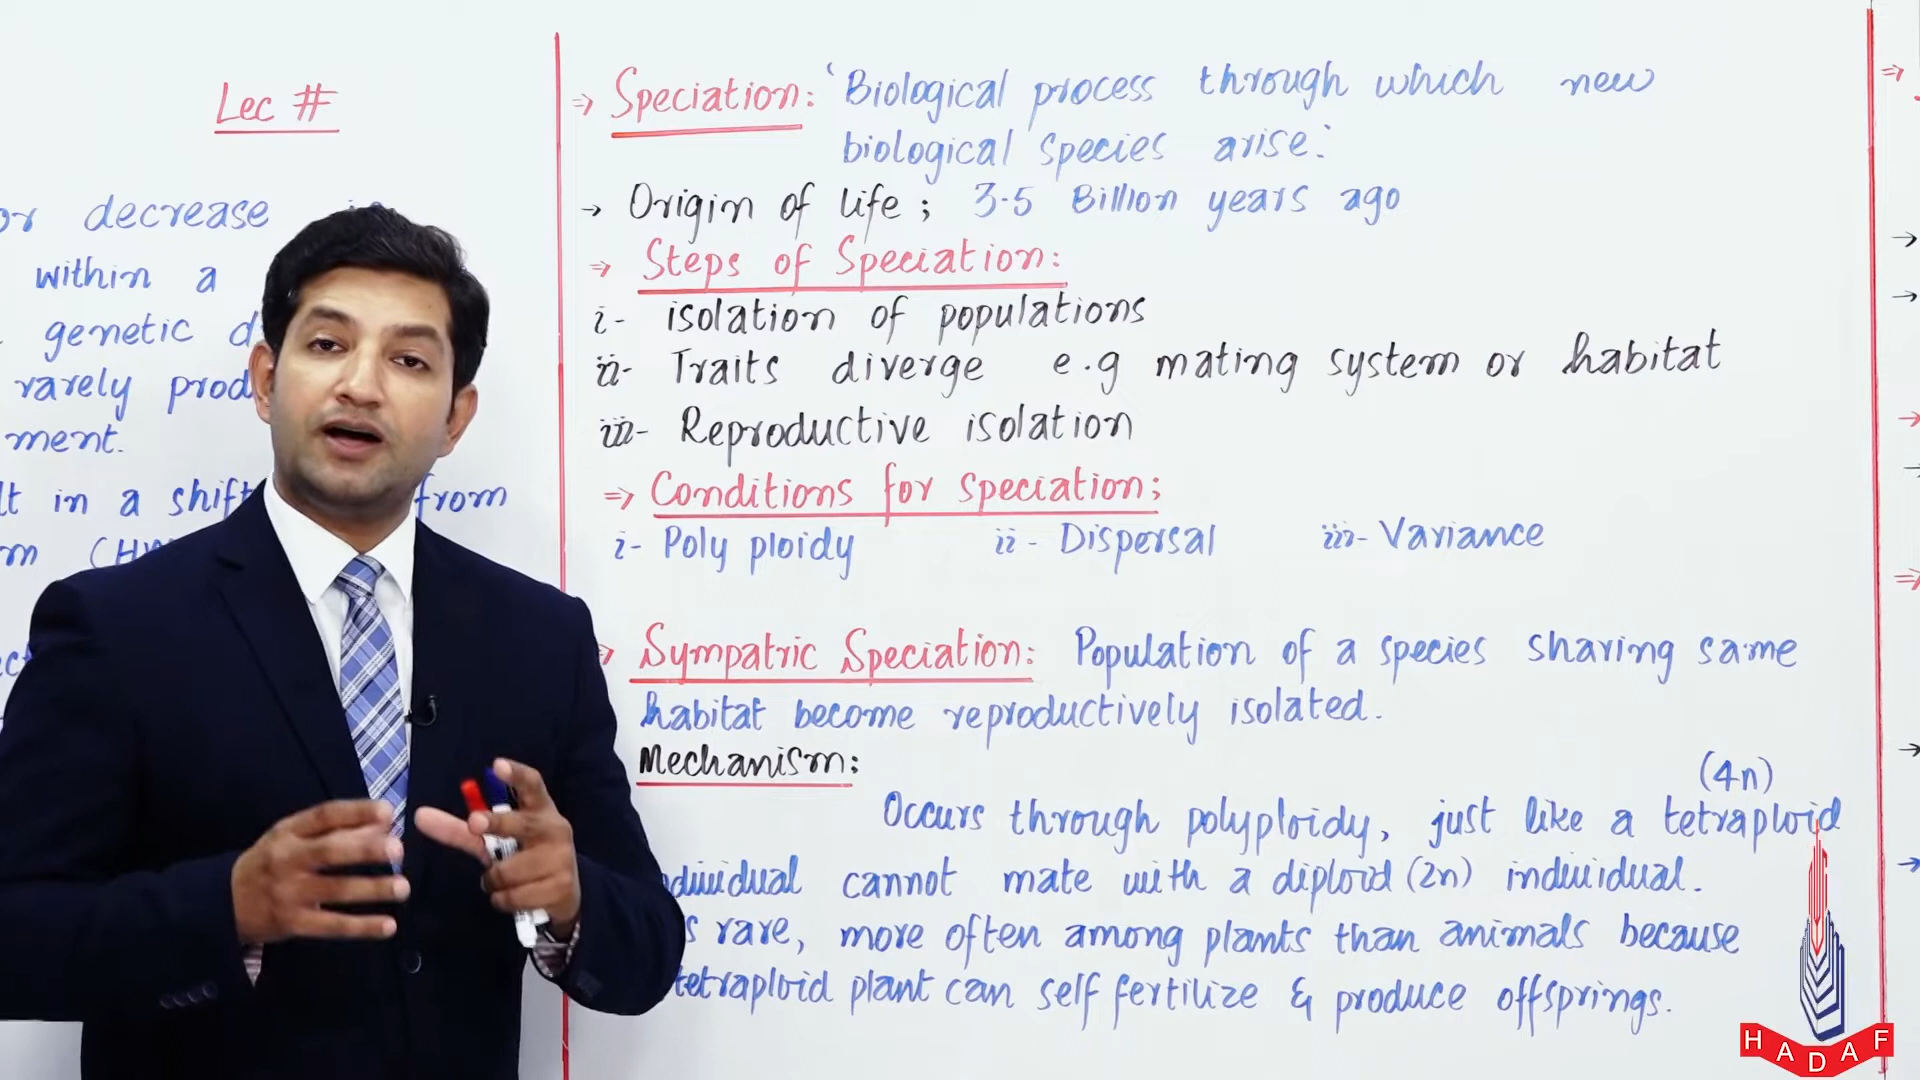 Lec #
or decrease
within a
genetic
rarely
ment.
lt in a shift from
m
⇒ Speciation: ‘Biological process through which new
biological species arise:
→ Origin of life ; 3.5 Billion years ago
⇒ Steps of Speciation:
i- isolation of populations
ii- Traits diverge e.g mating system or habitat
iii- Reproductive isolation
⇒ Conditions for speciation;
i- Poly ploidy ii - Dispersal iii- Variance
Sympatric Speciation: Population of a species sharing same
habitat become reproductively isolated.
Mechanism:
(4n)
Occurs through polyploidy, just like a tetraploid
dividual cannot mate with a diploid (2n) individual.
s rare, more often among plants than animals because
tetraploid plant can self fertilize & produce offsprings.
HADAF